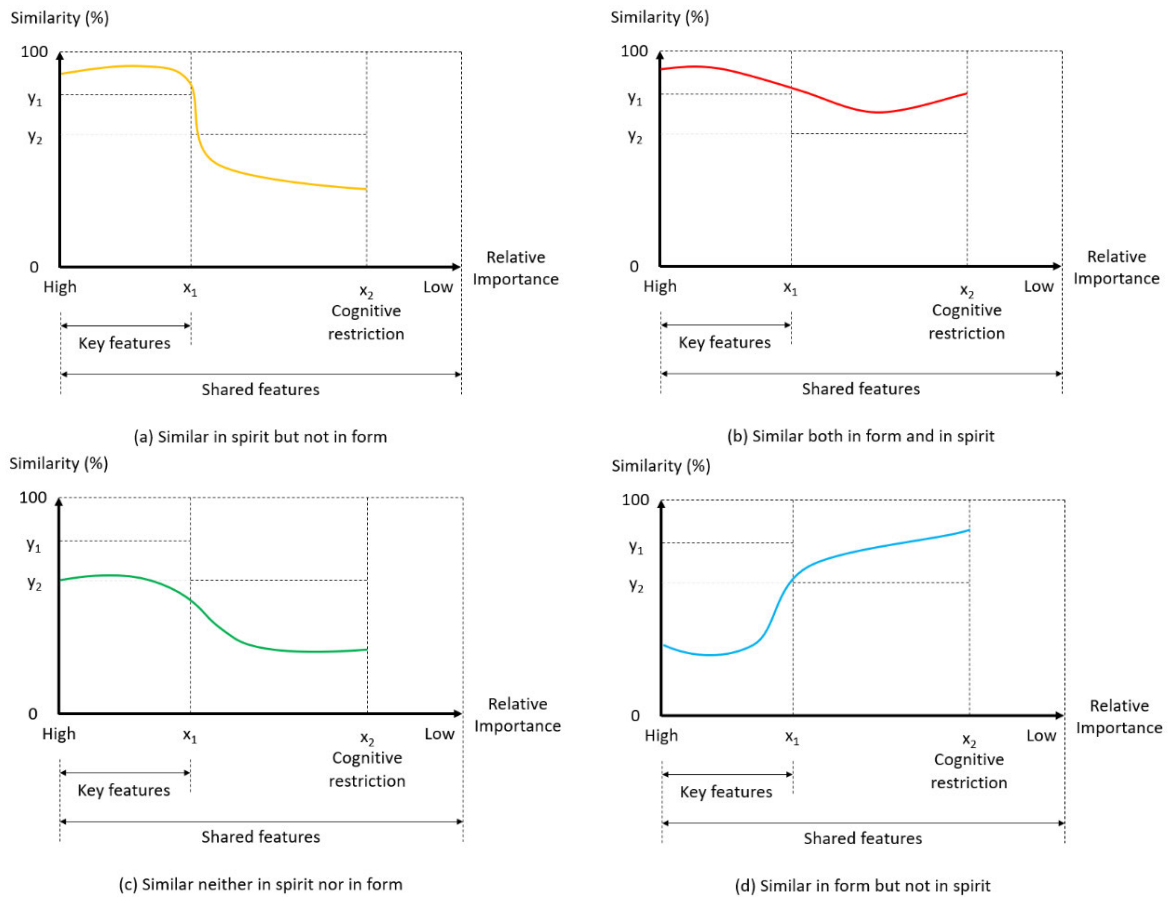 Similarity (%)
100
y₁
y₂
0
High
x₁
x₂
Low
Relative
Importance
Cognitive
restriction
Key features
Shared features
(a) Similar in spirit but not in form
Similarity (%)
100
y₁
y₂
0
High
x₁
x₂
Low
Relative
Importance
Cognitive
restriction
Key features
Shared features
(b) Similar both in form and in spirit
Similarity (%)
100
y₁
y₂
0
High
x₁
x₂
Low
Relative
Importance
Cognitive
restriction
Key features
Shared features
(c) Similar neither in spirit nor in form
Similarity (%)
100
y₁
y₂
0
High
x₁
x₂
Low
Relative
Importance
Cognitive
restriction
Key features
Shared features
(d) Similar in form but not in spirit